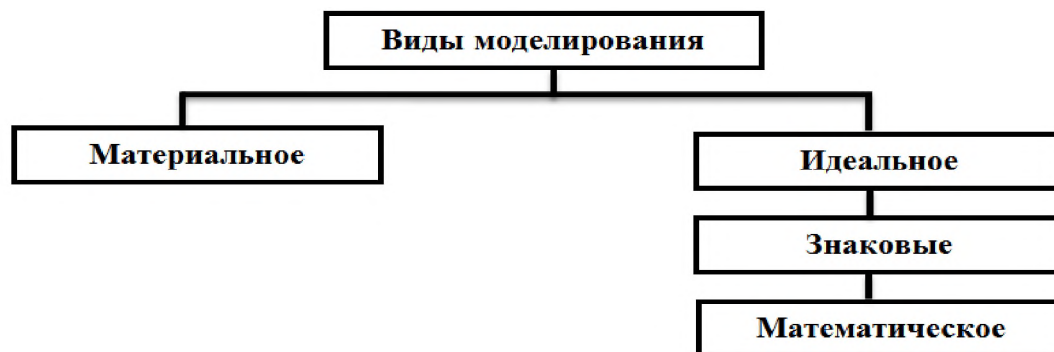 Виды моделирования
Материальное
Идеальное
Знаковые
Математическое